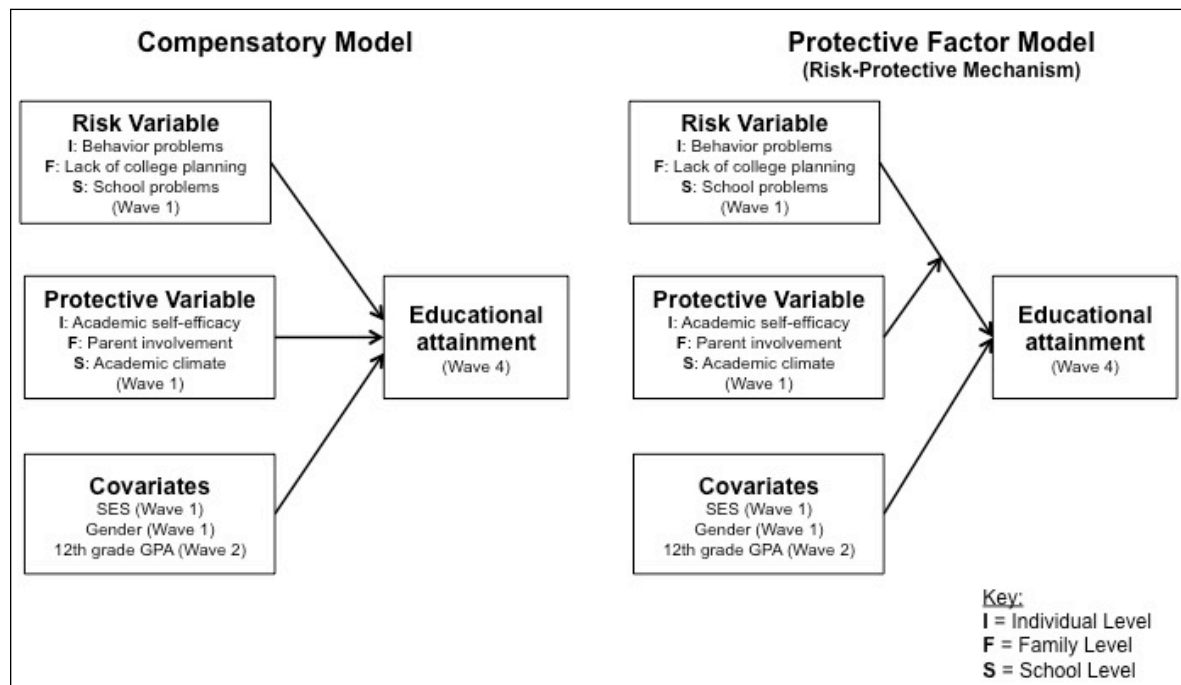 Compensatory Model
Risk Variable
I: Behavior problems
F: Lack of college planning
S: School problems
(Wave 1)
Protective Variable
I: Academic self-efficacy
F: Parent involvement
S: Academic climate
(Wave 1)
Covariates
SES (Wave 1)
Gender (Wave 1)
12th grade GPA (Wave 2)
Educational
attainment
(Wave 4)
Protective Factor Model
(Risk-Protective Mechanism)
Risk Variable
I: Behavior problems
F: Lack of college planning
S: School problems
(Wave 1)
Protective Variable
I: Academic self-efficacy
F: Parent involvement
S: Academic climate
(Wave 1)
Covariates
SES (Wave 1)
Gender (Wave 1)
12th grade GPA (Wave 2)
Educational
attainment
(Wave 4)
Key:
I = Individual Level
F = Family Level
S = School Level